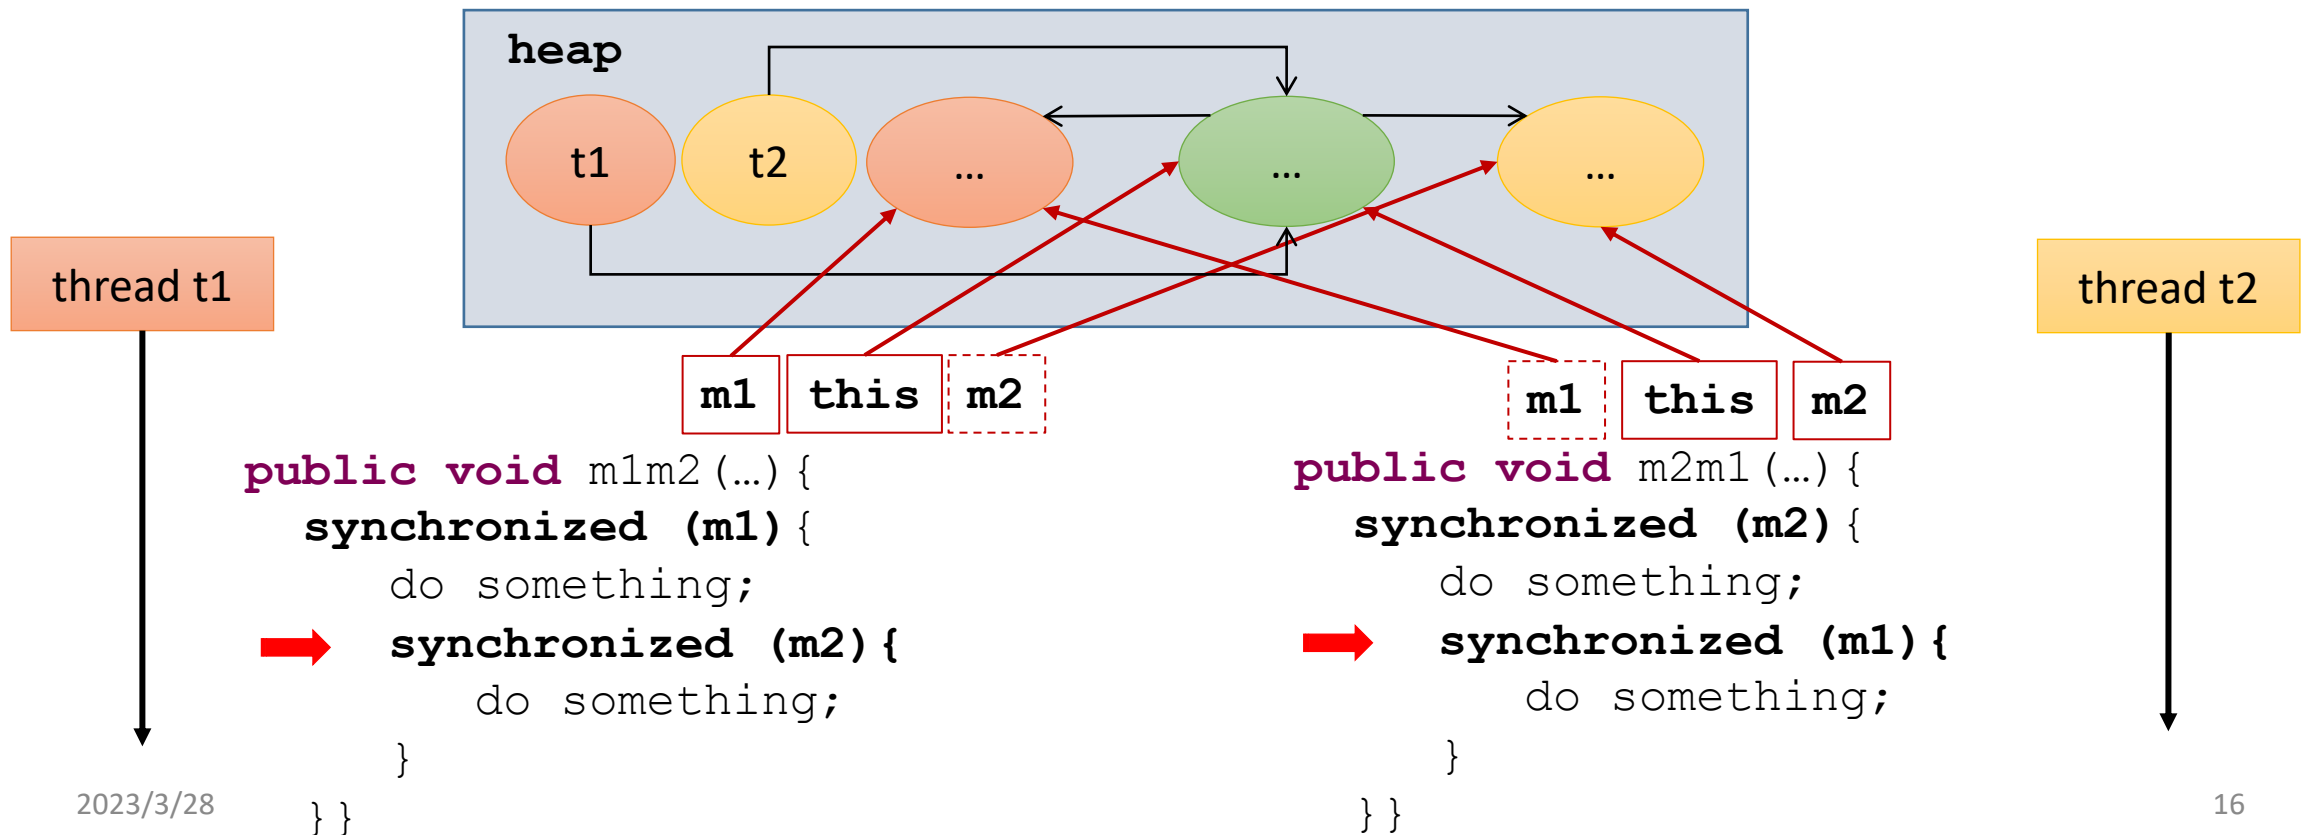 heap
t1 t2 … … …
thread t1
thread t2
m1 this m2
m1 this m2
public void m1m2(…){
synchronized (m1){
do something;
synchronized (m2){
do something;
}
}}
public void m2m1(…){
synchronized (m2){
do something;
synchronized (m1){
do something;
}
}}
2023/3/28
16